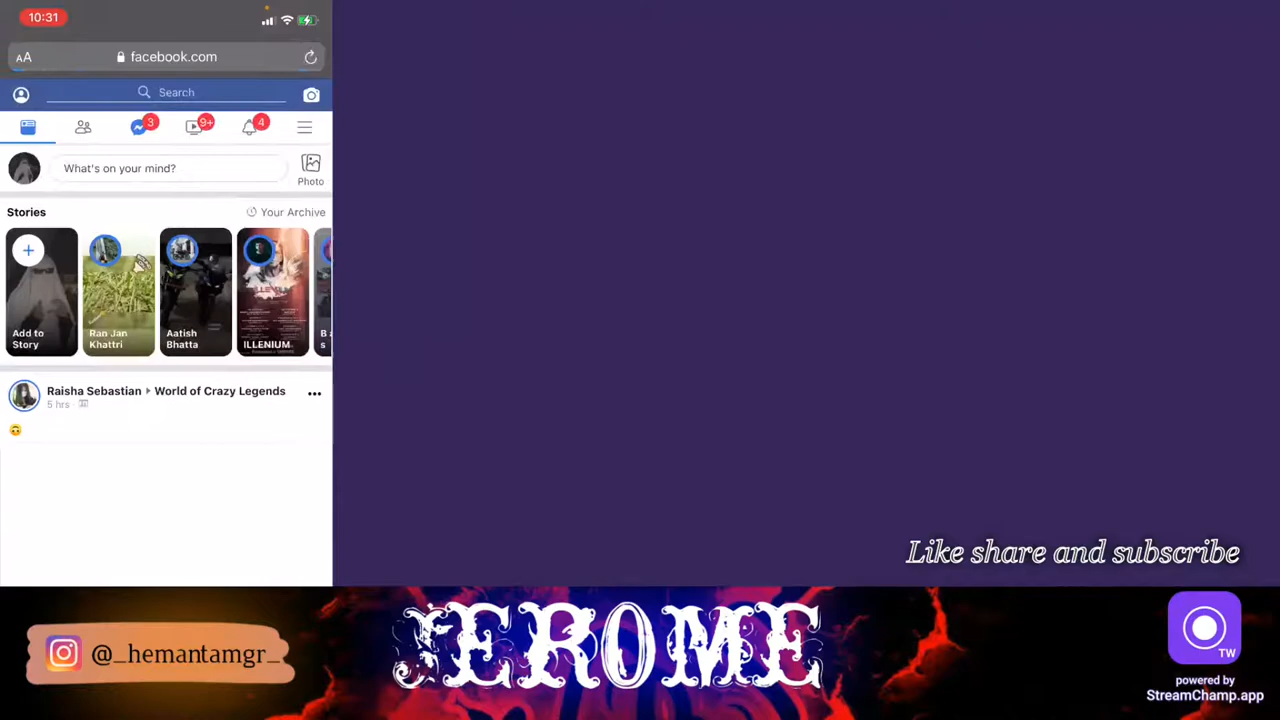 10:31
AA facebook.com
Search
3
9+
4
What's on your mind?
Photo
Stories
Your Archive
Add to
Story
Ran Jan
Khattri
Aatish
Bhatta
ILLENIUM
B a
s
Raisha Sebastian World of Crazy Legends
5 hrs
Like share and subscribe
@_hemantamgr_
JEROME
TW
powered by
StreamChamp.app